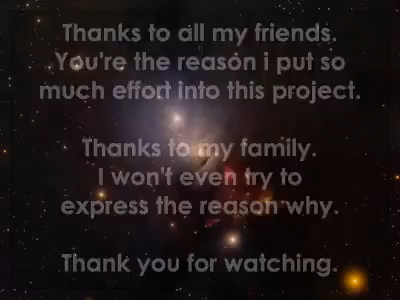 Thanks to all my friends.
You're the reason i put so
much effort into this project.
Thanks to my family.
I won't even try to
express the reason why.
Thank you for watching.